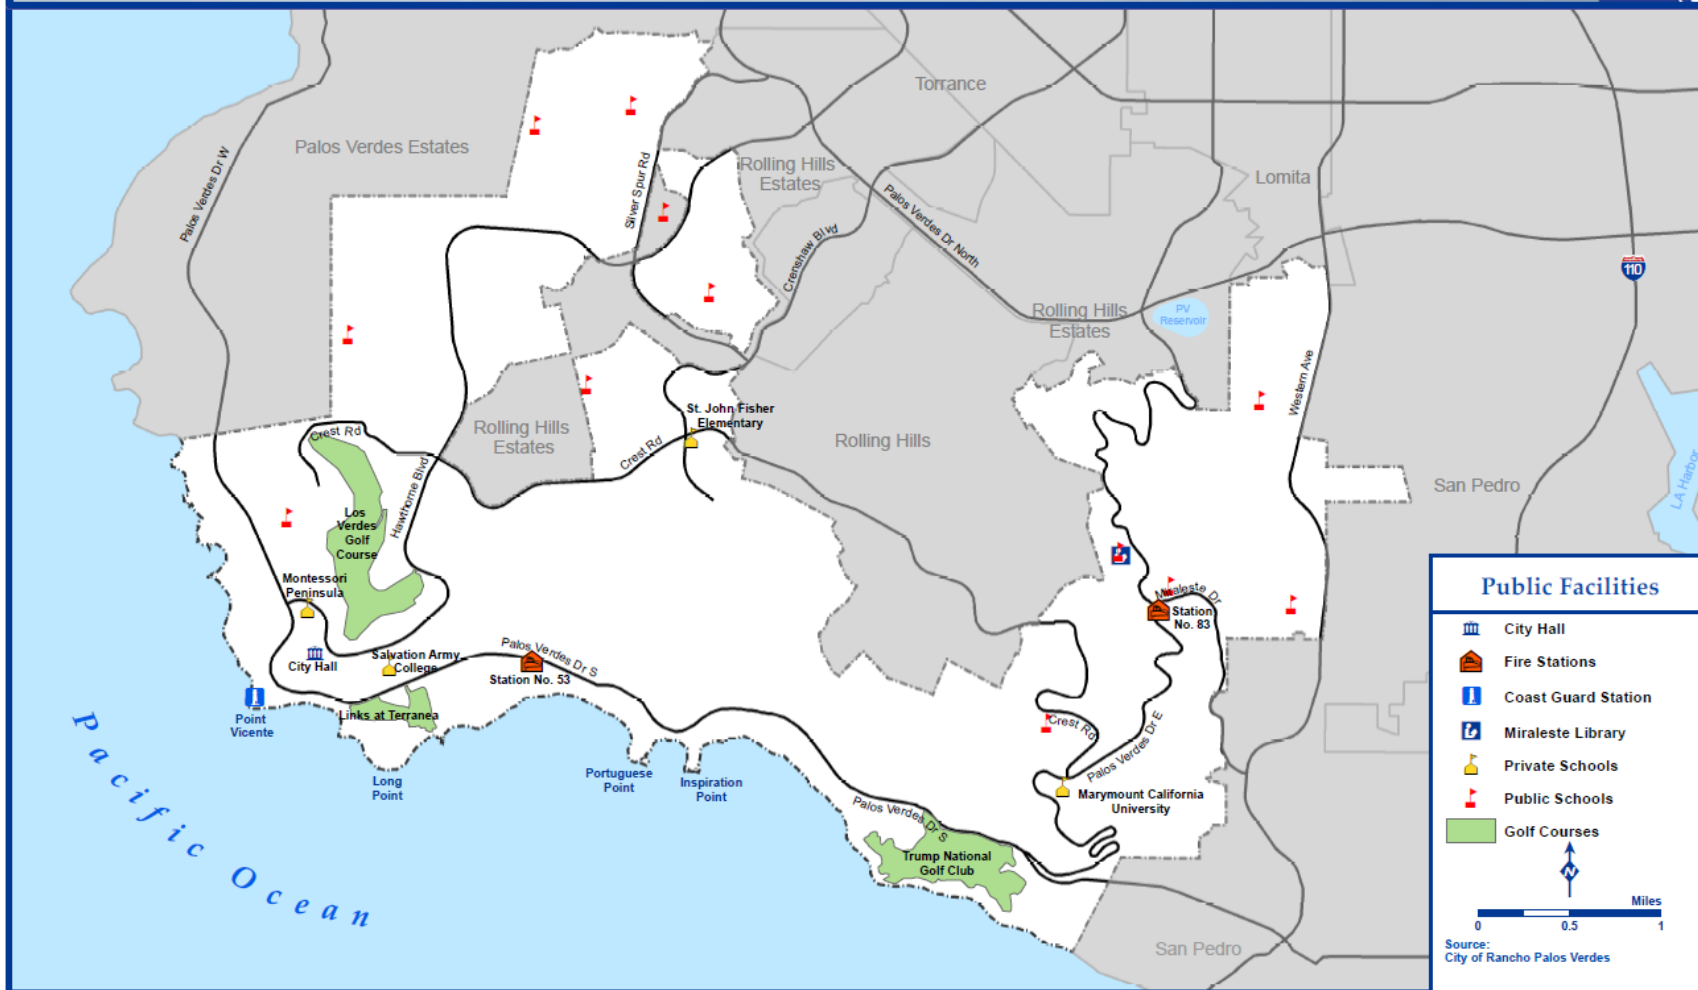 Torrance
Palos Verdes Estates
Palos Verdes Dr W
Silver Spur Rd
Rolling Hills
Estates
Lomita
Palos Verdes Dr North
Crenshaw Blvd
110
Rolling Hills
Estates
PV
Reservoir
Western Ave
Crest Rd
Rolling Hills
Estates
St. John Fisher
Elementary
Crest Rd
Rolling Hills
Hawthorne Blvd
San Pedro
LA Harbor
Los
Verdes
Golf
Course
Montessori
Peninsula
Miraleste Dr
Station
No. 83
City Hall
Salvation Army
College
Palos Verdes Dr S
Station No. 53
Point
Vicente
Links at Terranea
Crest Rd
Palos Verdes Dr E
Long
Point
Portuguese
Point
Inspiration
Point
Marymount California
University
Palos Verdes Dr S
Trump National
Golf Club
Pacific Ocean
San Pedro
Public Facilities
City Hall
Fire Stations
Coast Guard Station
Miraleste Library
Private Schools
Public Schools
Golf Courses
N
Miles
0 0.5 1
Source:
City of Rancho Palos Verdes